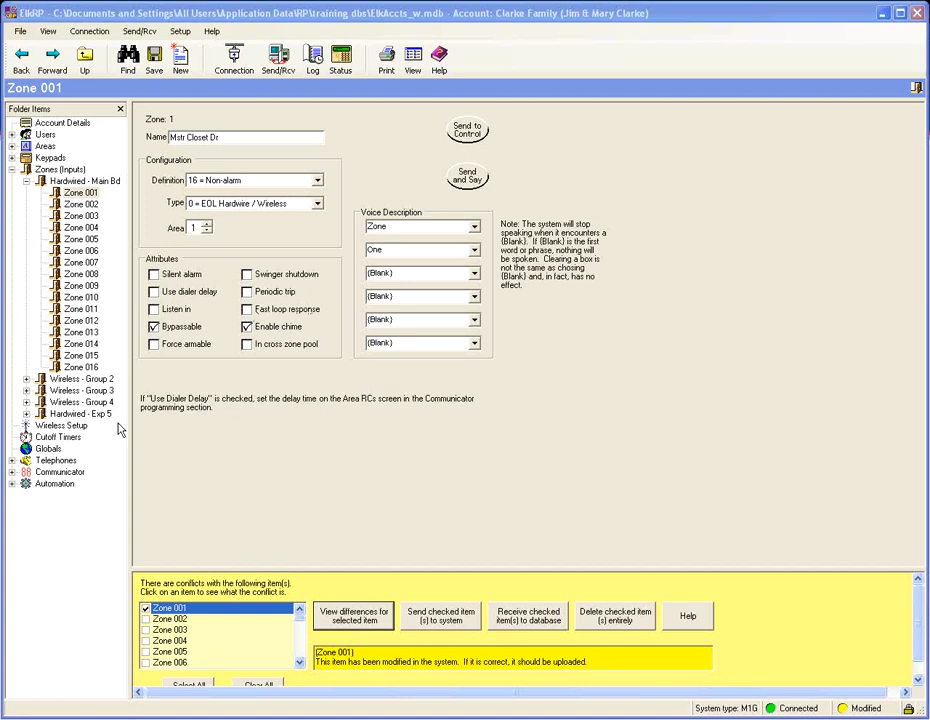 ElkRP - C:\Documents and Settings\All Users\Application Data\RP\training dbs\ElkAccts_w.mdb - Account: Clarke Family (Jim & Mary Clarke)
File View Connection Send/Rcv Setup Help
Back Forward Up Find Save New Connection Send/Rcv Log Status Print View Help
Zone 001
Folder Items
Account Details
Users
Areas
Keypads
Zones (Inputs)
Hardwired - Main Bd
Zone 001
Zone 002
Zone 003
Zone 004
Zone 005
Zone 006
Zone 007
Zone 008
Zone 009
Zone 010
Zone 011
Zone 012
Zone 013
Zone 014
Zone 015
Zone 016
Wireless - Group 2
Wireless - Group 3
Wireless - Group 4
Hardwired - Exp 5
Wireless Setup
Cutoff Timers
Globals
Telephones
Communicator
Automation
Zone: 1
Name Mstr Closet Dr
Configuration
Definition 16 = Non-alarm
Type 0 = EOL Hardwire / Wireless
Area 1
Attributes
Silent alarm Swinger shutdown
Use dialer delay Periodic trip
Listen in Fast loop response
Bypassable Enable chime
Force armable In cross zone pool
Send to
Control
Send
and Say
Voice Description
Zone
One
{Blank}
{Blank}
{Blank}
{Blank}
Note: The system will stop
speaking when it encounters a
{Blank}. If {Blank} is the first
word or phrase, nothing will
be spoken. Clearing a box is
not the same as chosing
{Blank} and, in fact, has no
effect.
If "Use Dialer Delay" is checked, set the delay time on the Area RCs screen in the Communicator
programming section.
There are conflicts with the following item(s).
Click on an item to see what the conflict is.
Zone 001
Zone 002
Zone 003
Zone 004
Zone 005
Zone 006
View differences for
selected item
Send checked item
(s) to system
Receive checked
item(s) to database
Delete checked item
(s) entirely
Help
(Zone 001)
This item has been modified in the system. If it is correct, it should be uploaded.
Select All Clear All
System type: M1G Connected Modified